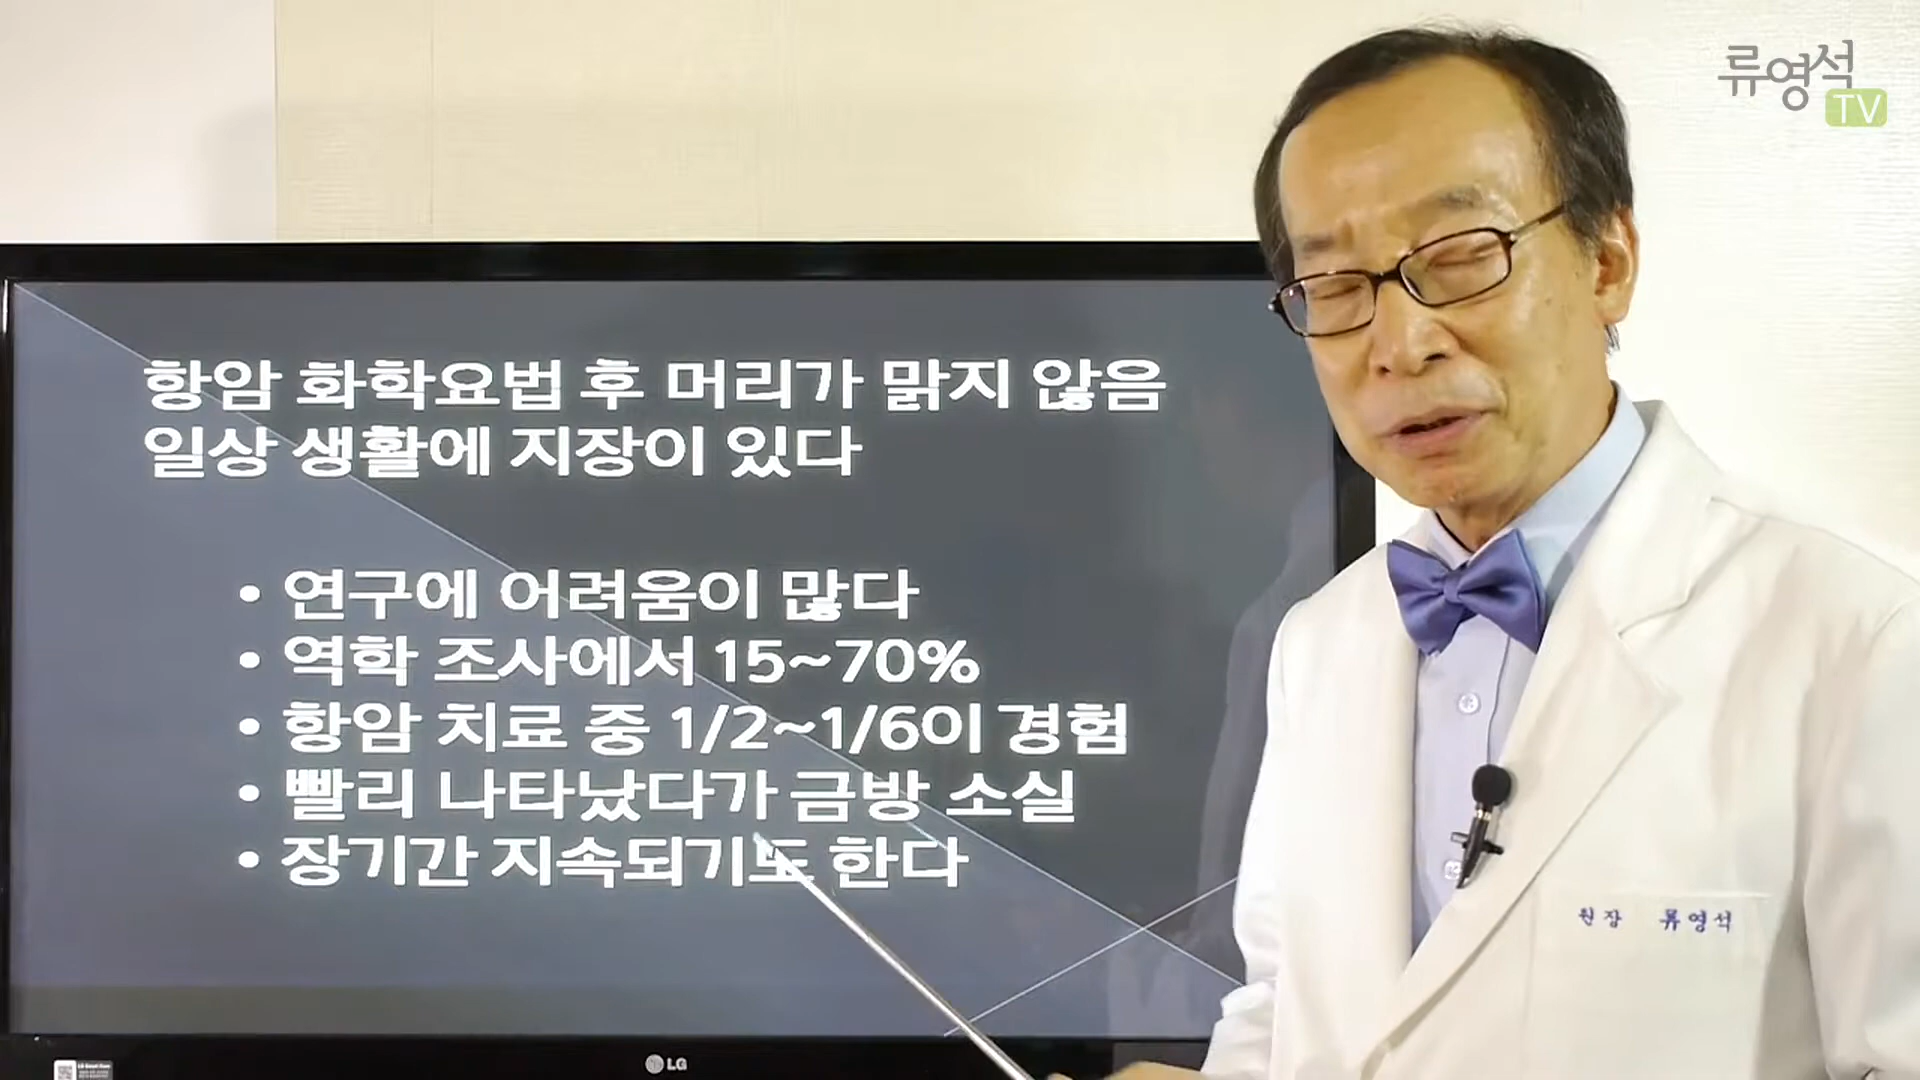 류영석
TV
항암 화학요법 후 머리가 맑지 않음
일상 생활에 지장이 있다
• 연구에 어려움이 많다
• 역학 조사에서 15~70%
• 항암 치료 중 1/2~1/6이 경험
• 빨리 나타났다가 금방 소실
• 장기간 지속되기도 한다
원장 류영석
LG